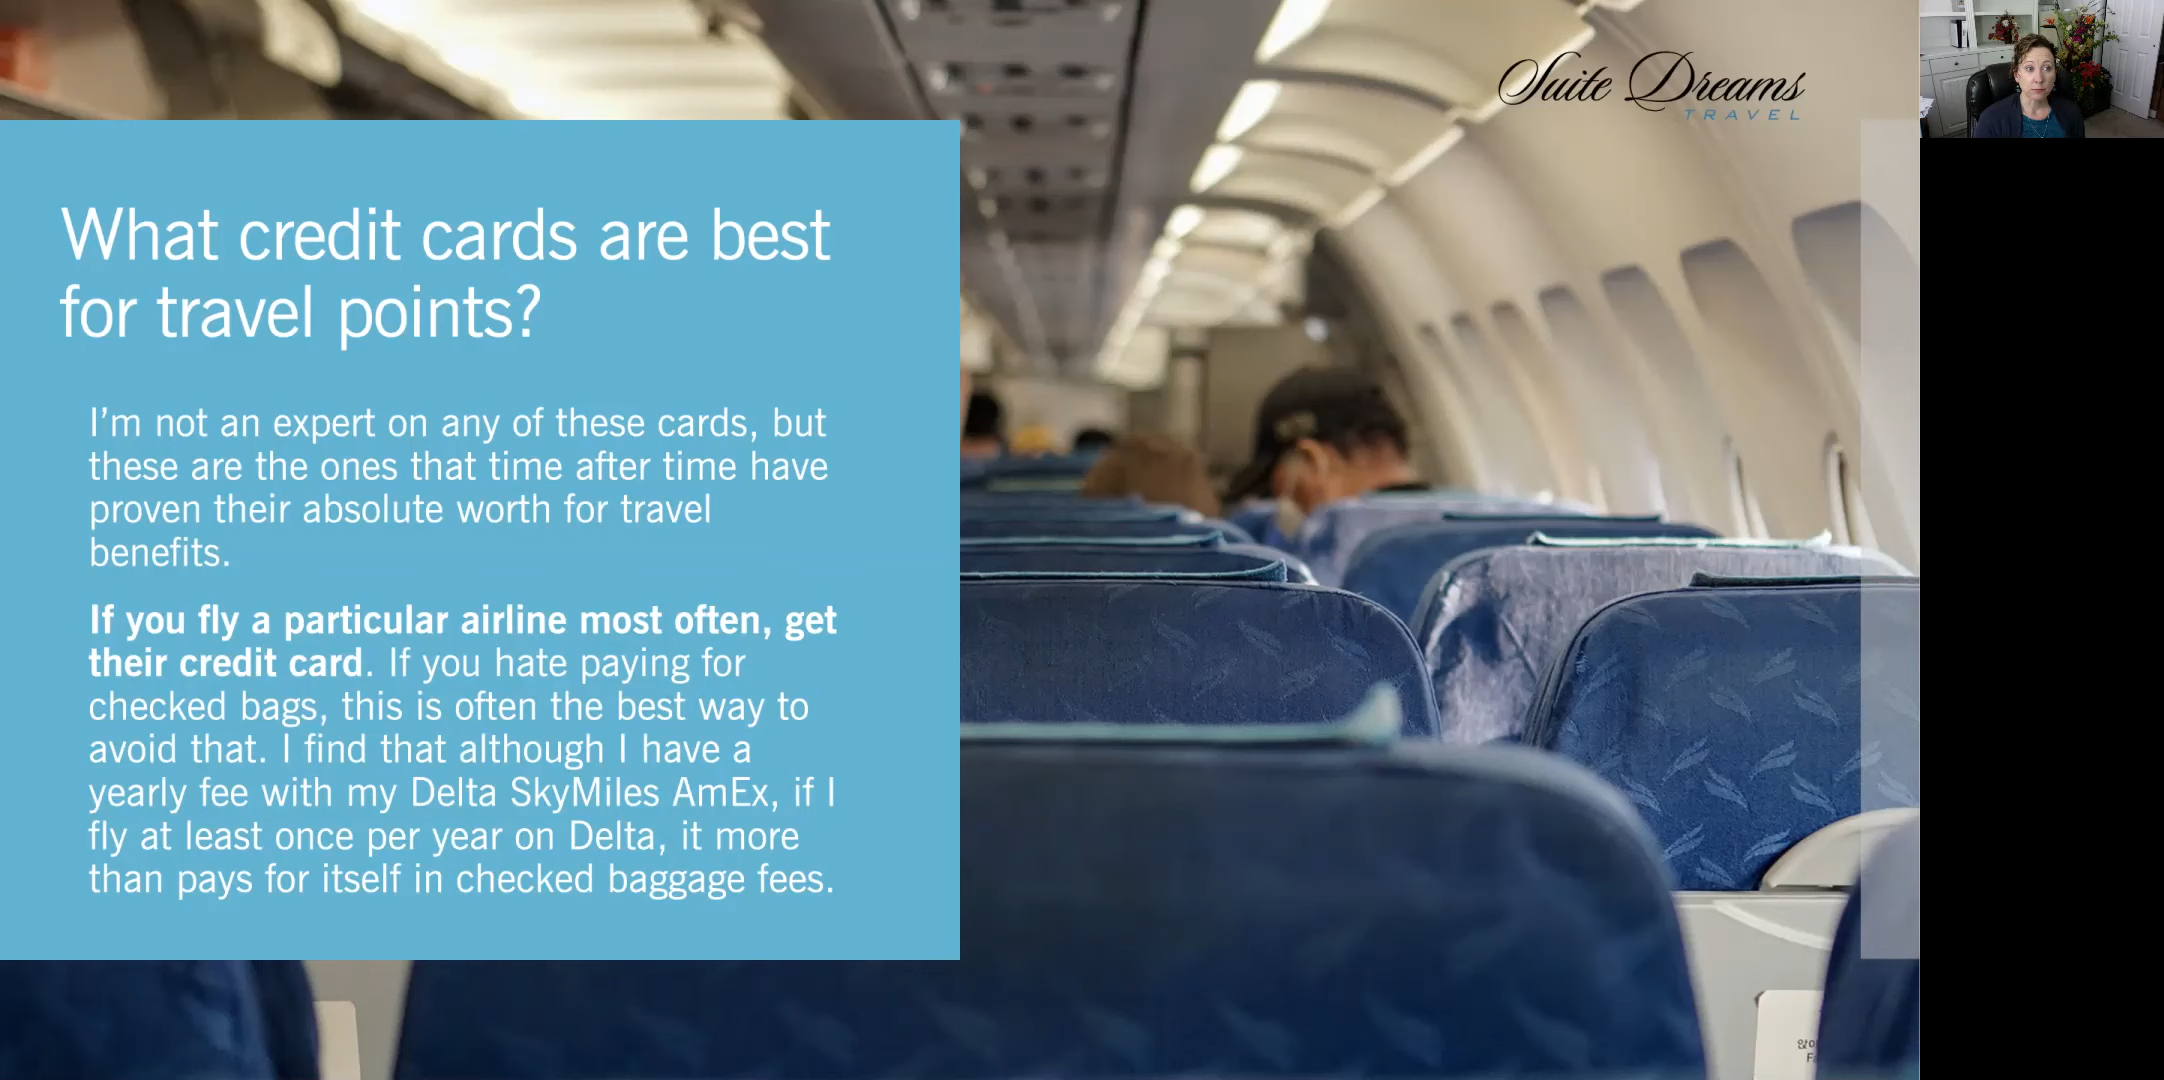 Suite Dreams
TRAVEL
What credit cards are best
for travel points?
I’m not an expert on any of these cards, but
these are the ones that time after time have
proven their absolute worth for travel
benefits.
If you fly a particular airline most often, get
their credit card. If you hate paying for
checked bags, this is often the best way to
avoid that. I find that although I have a
yearly fee with my Delta SkyMiles AmEx, if I
fly at least once per year on Delta, it more
than pays for itself in checked baggage fees.